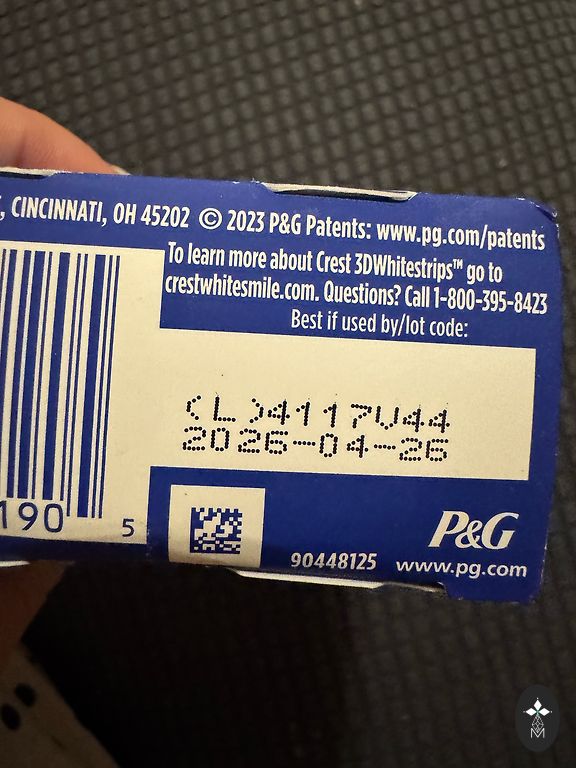 , CINCINNATI, OH 45202 © 2023 P&G Patents: www.pg.com/patents
To learn more about Crest 3DWhitestrips™ go to
crestwhitesmile.com. Questions? Call 1-800-395-8423
Best if used by/lot code:
(L)4117U44
2026-04-26
190 5
P&G
90448125 www.pg.com
M